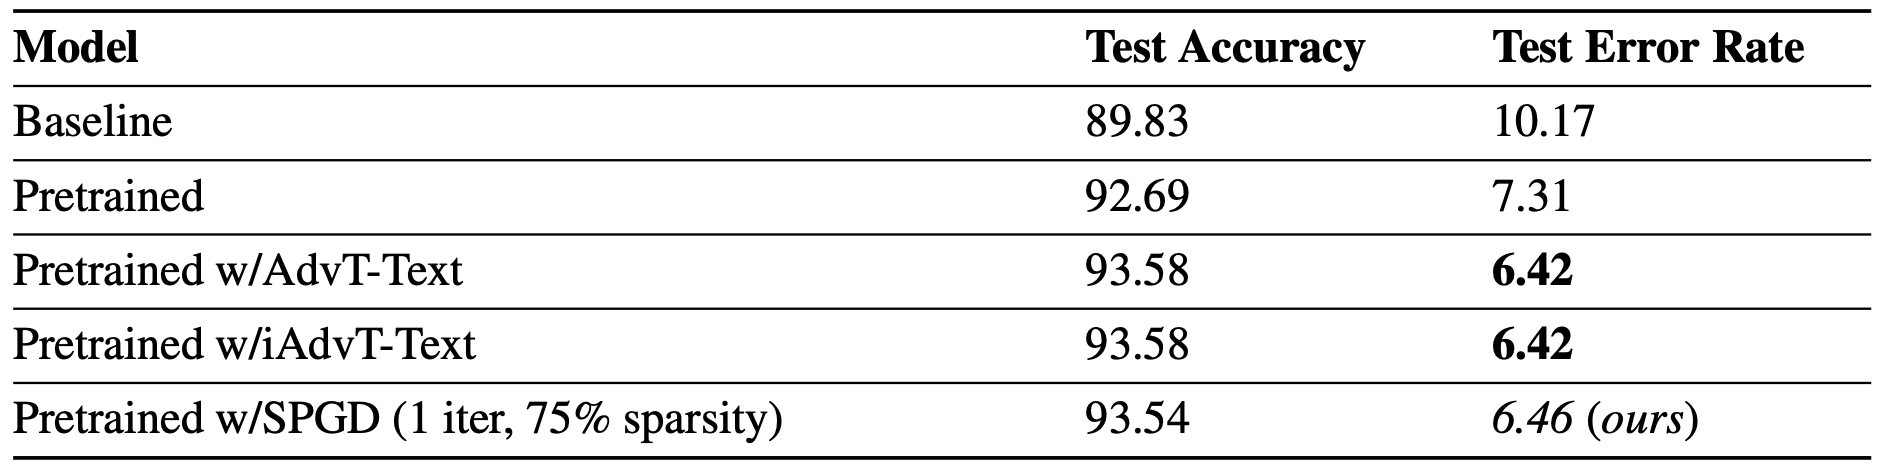 Model Test Accuracy Test Error Rate
Baseline 89.83 10.17
Pretrained 92.69 7.31
Pretrained w/AdvT-Text 93.58 6.42
Pretrained w/iAdvT-Text 93.58 6.42
Pretrained w/SPGD (1 iter, 75% sparsity) 93.54 6.46 (ours)